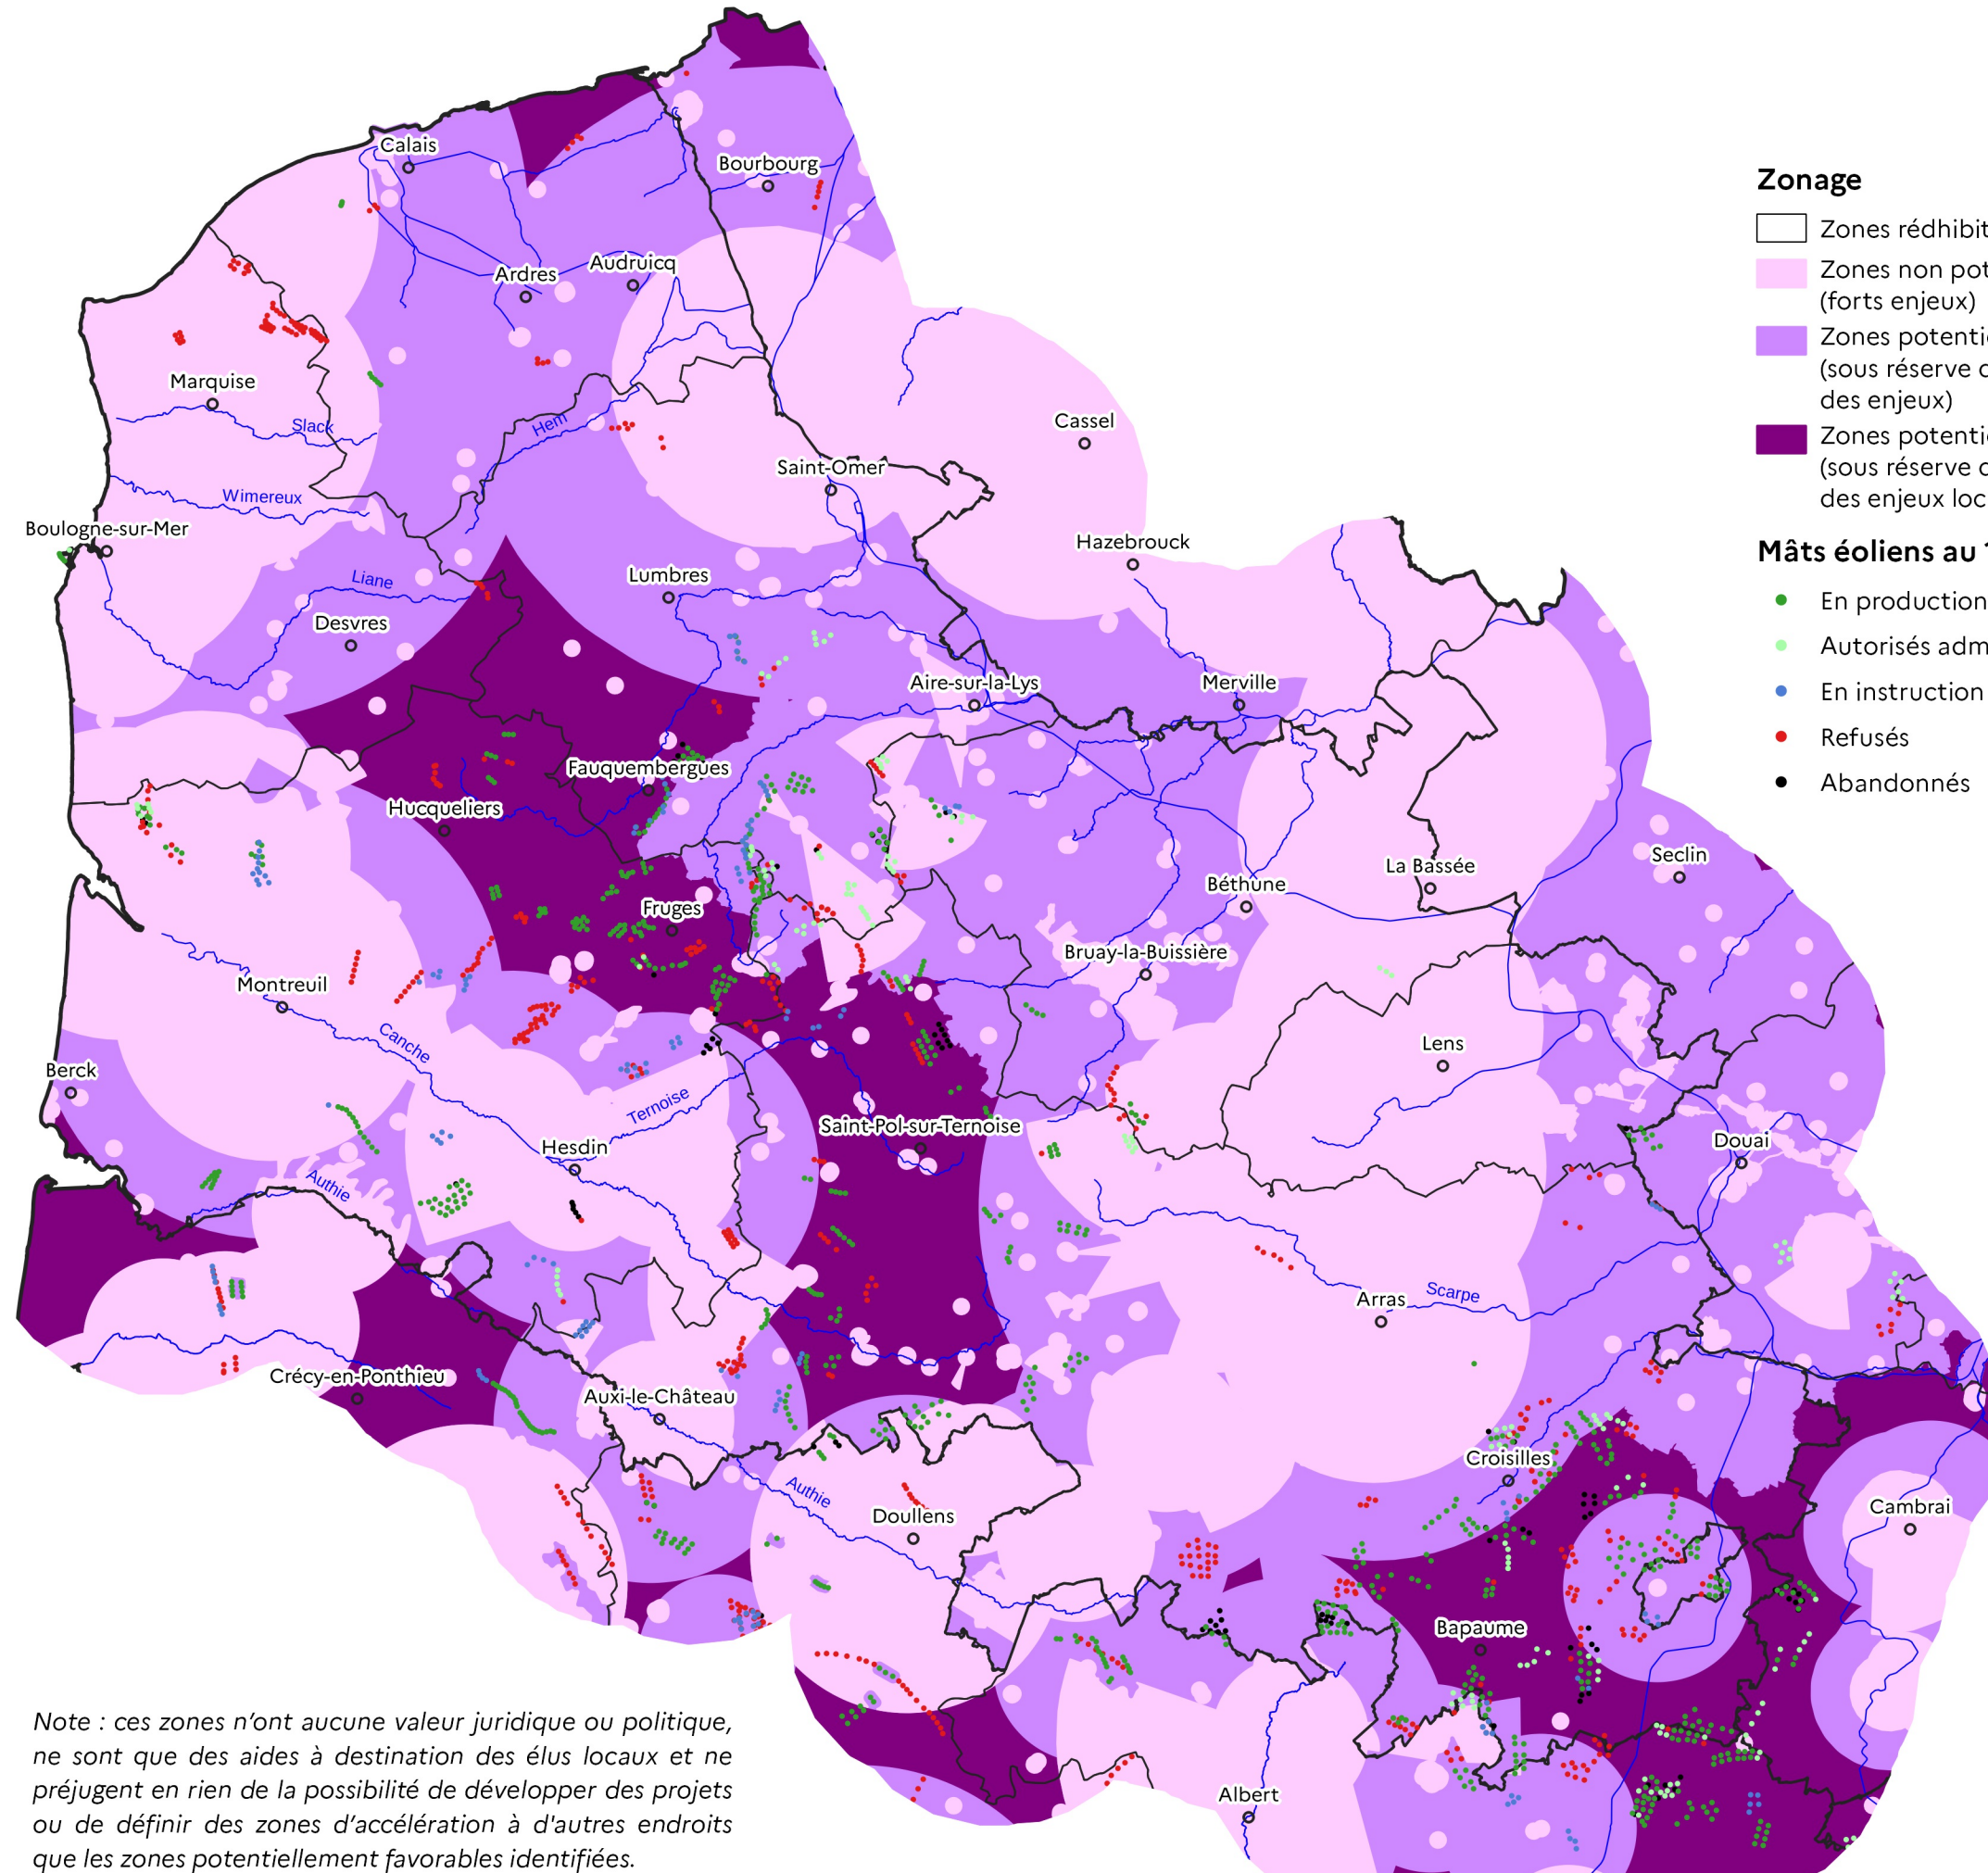 Calais
Bourbourg
Ardres
Audruicq
Marquise
Slack
Hem
Cassel
Saint-Omer
Wimereux
Boulogne-sur-Mer
Hazebrouck
Liane
Lumbres
Desvres
Aire-sur-la-Lys
Merville
Fauquembergues
Hucqueliers
Seclin
La Bassée
Béthune
Fruges
Bruay-la-Buissière
Montreuil
Canche
Lens
Berck
Ternoise
Saint-Pol-sur-Ternoise
Douai
Hesdin
Authie
Scarpe
Arras
Crécy-en-Ponthieu
Auxi-le-Château
Croisilles
Authie
Doullens
Cambrai
Bapaume
Albert
Zonage
Zones rédhibit
Zones non pot
(forts enjeux)
Zones potenti
(sous réserve
des enjeux)
Zones potenti
(sous réserve
des enjeux loc
Mâts éoliens au
En production
Autorisés adm
En instruction
Refusés
Abandonnés
Note : ces zones n’ont aucune valeur juridique ou politique,
ne sont que des aides à destination des élus locaux et ne
préjugent en rien de la possibilité de développer des projets
ou de définir des zones d’accélération à d'autres endroits
que les zones potentiellement favorables identifiées.